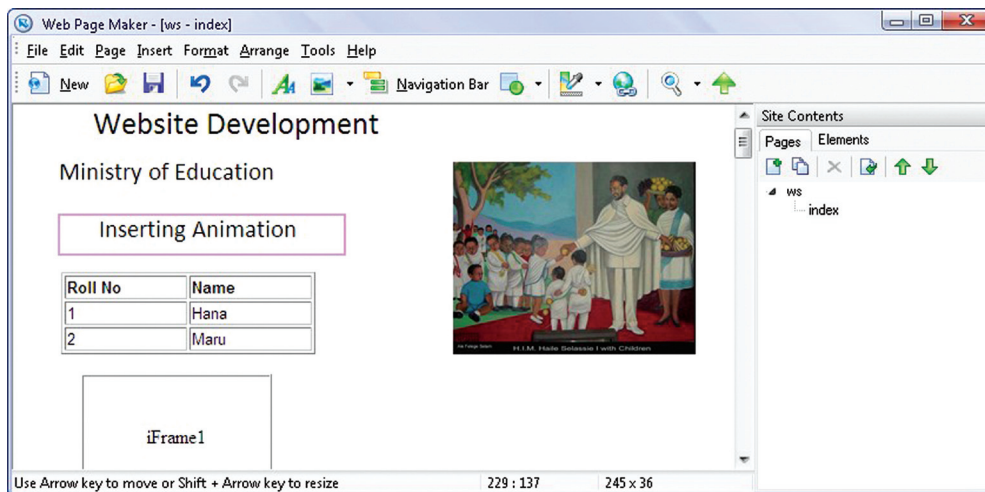 Web Page Maker - [ws - index]
File Edit Page Insert Format Arrange Tools Help
New Navigation Bar
Website Development
Ministry of Education
Inserting Animation
Roll No Name
1 Hana
2 Maru
iFrame1
H.I.M. Haile Selassie I with Children
Site Contents
Pages Elements
ws
index
Use Arrow key to move or Shift + Arrow key to resize 229 : 137 245 x 36